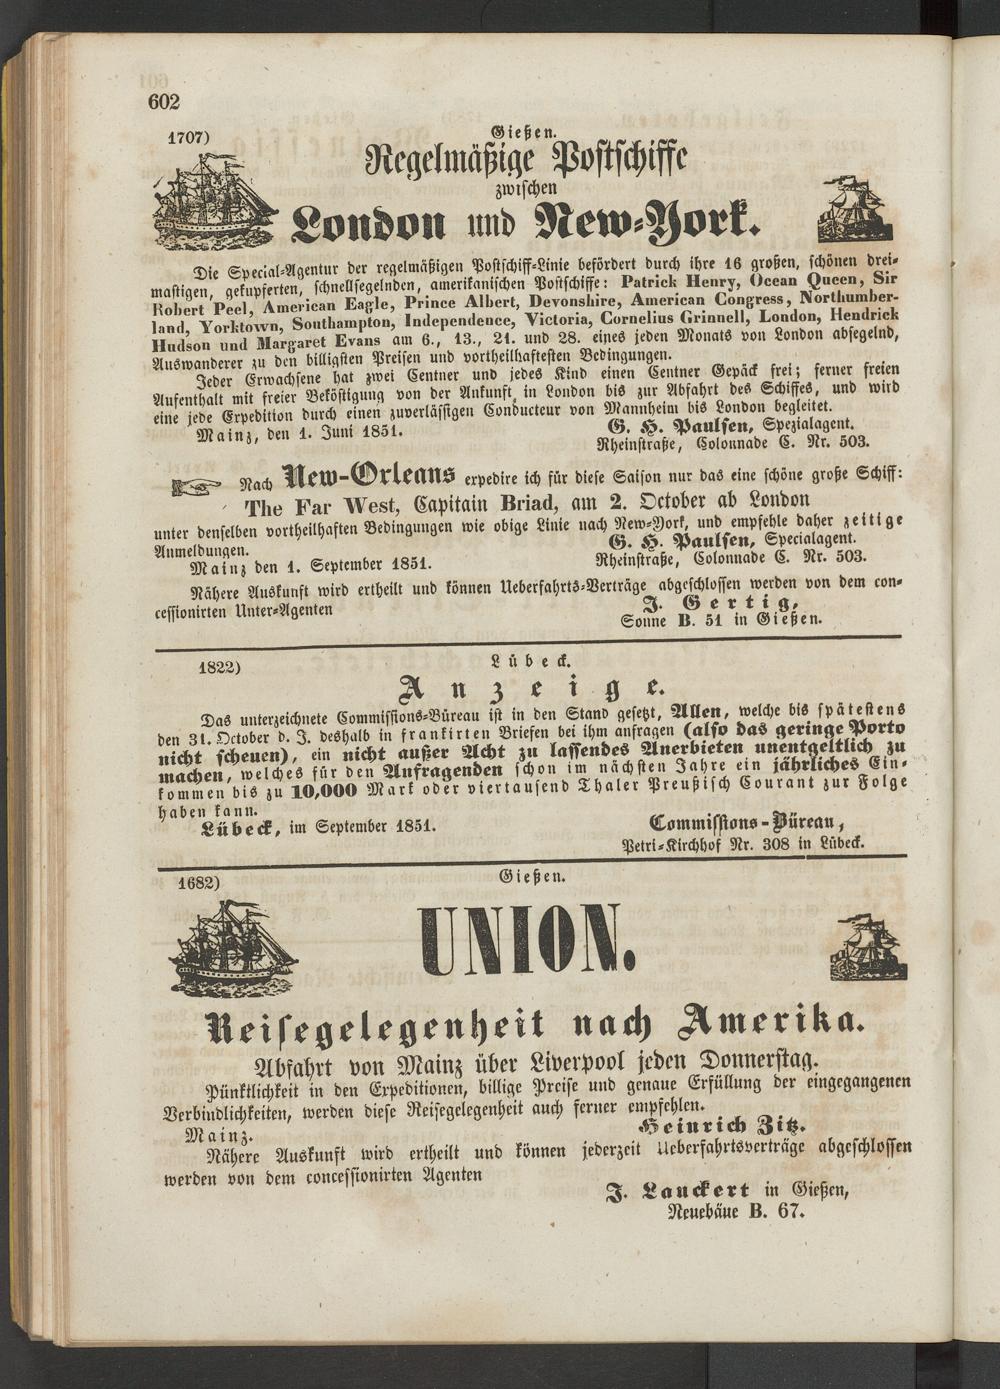 602
1707)
Gießen.
Regelmäßige Postschiffe
zwischen
London und New-York.
Die Special-Agentur der regelmäßigen Postschiff-Linie befördert durch ihre 16 großen, schönen drei-
mastigen, gekupferten, schnellsegelnden, amerikanischen Postschiffe: Patrick Henry, Ocean Queen, Sir
Robert Peel, American Eagle, Prince Albert, Devonshire, American Congress, Northumber-
land, Yorktown, Southampton, Independence, Victoria, Cornelius Grinnell, London, Hendrick
Hudson und Margaret Evans am 6., 13., 21. und 28. eines jeden Monats von London absegelnd,
Auswanderer zu den billigsten Preisen und vortheilhaftesten Bedingungen.
Jeder Erwachsene hat zwei Centner und jedes Kind einen Centner Gepäck frei; ferner freien
Aufenthalt mit freier Beköstigung von der Ankunft in London bis zur Abfahrt des Schiffes, und wird
eine jede Expedition durch einen zuverlässigen Conducteur von Mannheim bis London begleitet.
Mainz, den 1. Juni 1851.
G. H. Paulsen, Spezialagent.
Rheinstraße, Colonnade C. Nr. 503.
Nach New-Orleans expedire ich für diese Saison nur das eine schöne große Schiff:
The Far West, Capitain Briad, am 2. October ab London
unter denselben vortheilhaften Bedingungen wie obige Linie nach New-York, und empfehle daher zeitige
Anmeldungen.
G. H. Paulsen, Specialagent.
Mainz den 1. September 1851.
Rheinstraße, Colonnade C. Nr. 503.
Nähere Auskunft wird ertheilt und können Ueberfahrts-Verträge abgeschlossen werden von dem con-
cessionirten Unter-Agenten
J. Gertig,
Sonne B. 51 in Gießen.
1822)
Lübeck.
Anzeige.
Das unterzeichnete Commissions-Büreau ist in den Stand gesetzt, Allen, welche bis spätestens
den 31. October d. J. deshalb in frankirten Briefen bei ihm anfragen (also das geringe Porto
nicht scheuen), ein nicht außer Acht zu lassendes Anerbieten unentgeltlich zu
machen, welches für den Anfragenden schon im nächsten Jahre ein jährliches Ein-
kommen bis zu 10,000 Mark oder viertausend Thaler Preußisch Courant zur Folge
haben kann.
Lübeck, im September 1851.
Commissions-Büreau,
Petri-Kirchhof Nr. 308 in Lübeck.
1682)
Gießen.
UNION.
Reisegelegenheit nach Amerika.
Abfahrt von Mainz über Liverpool jeden Donnerstag.
Pünktlichkeit in den Expeditionen, billige Preise und genaue Erfüllung der eingegangenen
Verbindlichkeiten, werden diese Reisegelegenheit auch ferner empfehlen.
Mainz.
Heinrich Zitz.
Nähere Auskunft wird ertheilt und können jederzeit Ueberfahrtsverträge abgeschlossen
werden von dem concessionirten Agenten
J. Lauckert in Gießen,
Neuebäue B. 67.